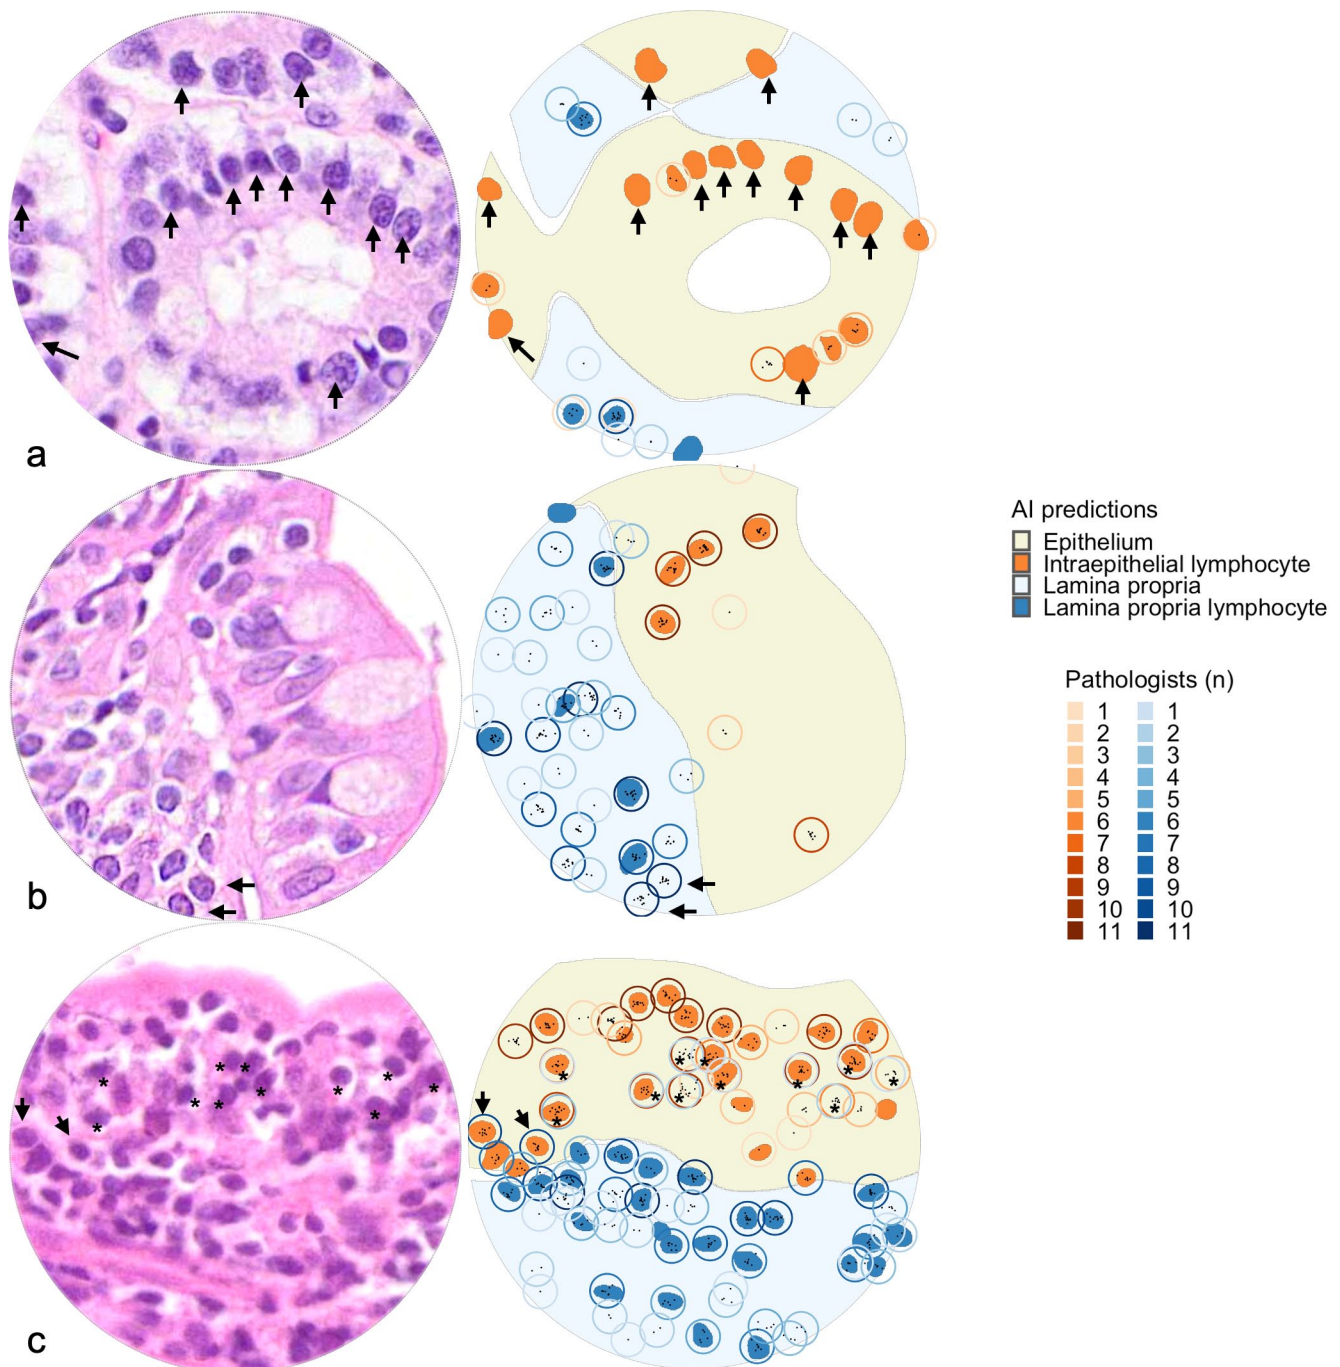 a
b
c
AI predictions
Epithelium
Intraepithelial lymphocyte
Lamina propria
Lamina propria lymphocyte
Pathologists (n)
1 1
2 2
3 3
4 4
5 5
6 6
7 7
8 8
9 9
10 10
11 11